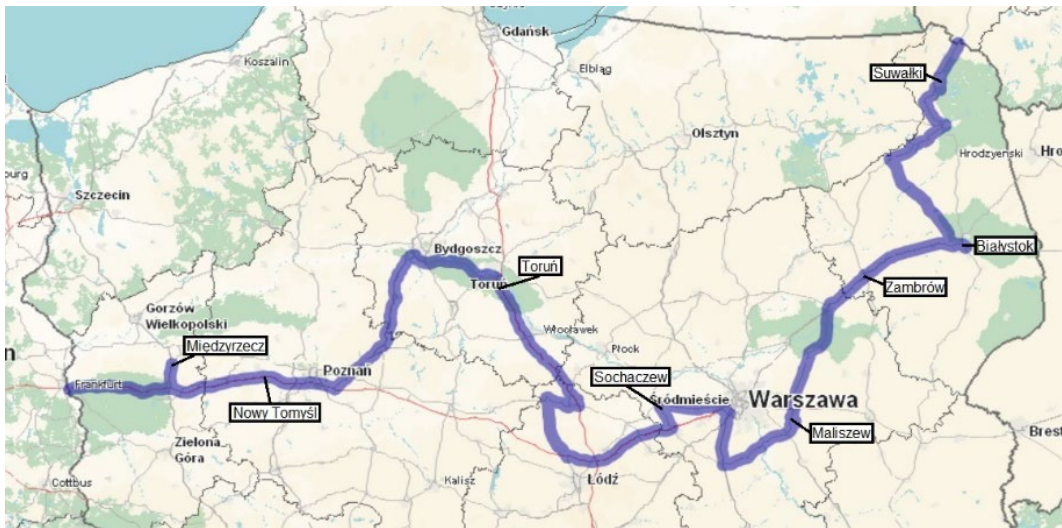 Gdańsk
Koszalin
Elbląg
Suwałki
Olsztyn
Hrodzyenski
Hro
Szczecin
Bydgoszcz
Białystok
Toruń
Toruń
Zambrów
Gorzów
Wielkopolski
Włocławek
Międzyrzecz
Płock
Frankfurt
Poznań
Sochaczew
Śródmieście
Warszawa
Nowy Tomyśl
Maliszew
Brest
Zielona
Góra
Cottbus
Kalisz
Łódź